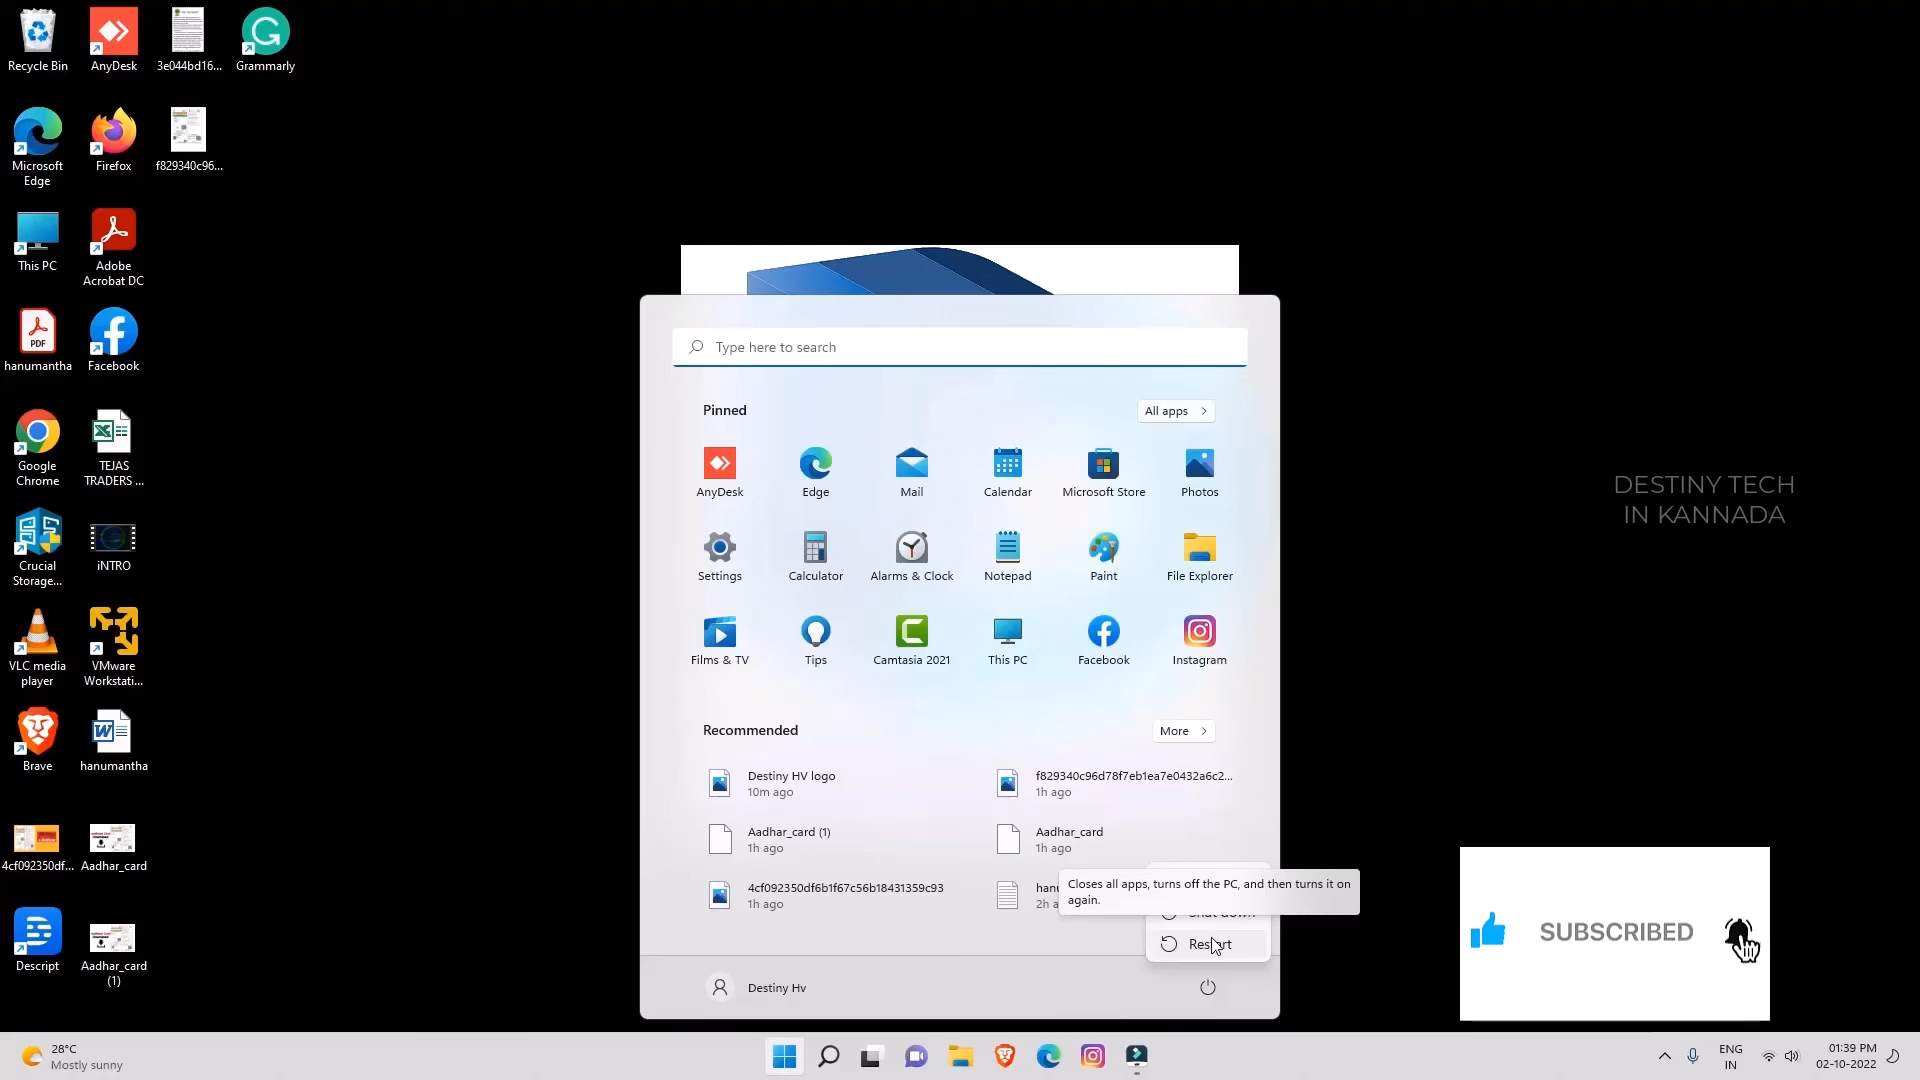 Recycle Bin
AnyDesk
3e044bd16...
Grammarly
Microsoft
Edge
Firefox
f829340c96...
This PC
Adobe
Acrobat DC
PDF
hanumantha
Facebook
Google
Chrome
TEJAS
TRADERS ...
Crucial
Storage...
iNTRO
VLC media
player
VMware
Workstati...
Brave
hanumantha
4cf092350df...
Aadhar_card
Descript
Aadhar_card
(1)
Type here to search
Pinned
All apps
AnyDesk
Edge
Mail
Calendar
Microsoft Store
Photos
Settings
Calculator
Alarms & Clock
Notepad
Paint
File Explorer
Films & TV
Tips
Camtasia 2021
This PC
Facebook
Instagram
Recommended
More
Destiny HV logo
10m ago
f829340c96d78f7eb1ea7e0432a6c2...
1h ago
Aadhar_card (1)
1h ago
Aadhar_card
1h ago
4cf092350df6b1f67c56b18431359c93
1h ago
2h
Closes all apps, turns off the PC, and then turns it on
again.
Shut down
Restart
Destiny Hv
DESTINY TECH
IN KANNADA
SUBSCRIBED
28°C
Mostly sunny
ENG
IN
01:39 PM
02-10-2022